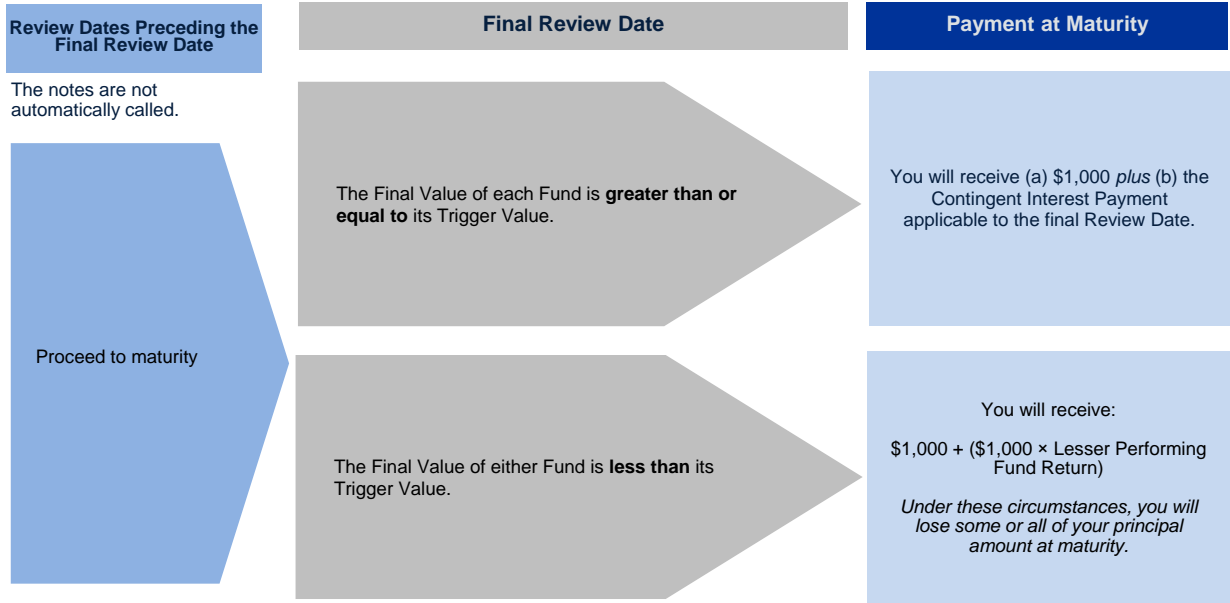 Review Dates Preceding the
Final Review Date
Final Review Date
Payment at Maturity
The notes are not
automatically called.
Proceed to maturity
The Final Value of each Fund is greater than or
equal to its Trigger Value.
You will receive (a) $1,000 plus (b) the
Contingent Interest Payment
applicable to the final Review Date.
The Final Value of either Fund is less than its
Trigger Value.
You will receive:
$1,000 + ($1,000 × Lesser Performing
Fund Return)
Under these circumstances, you will
lose some or all of your principal
amount at maturity.